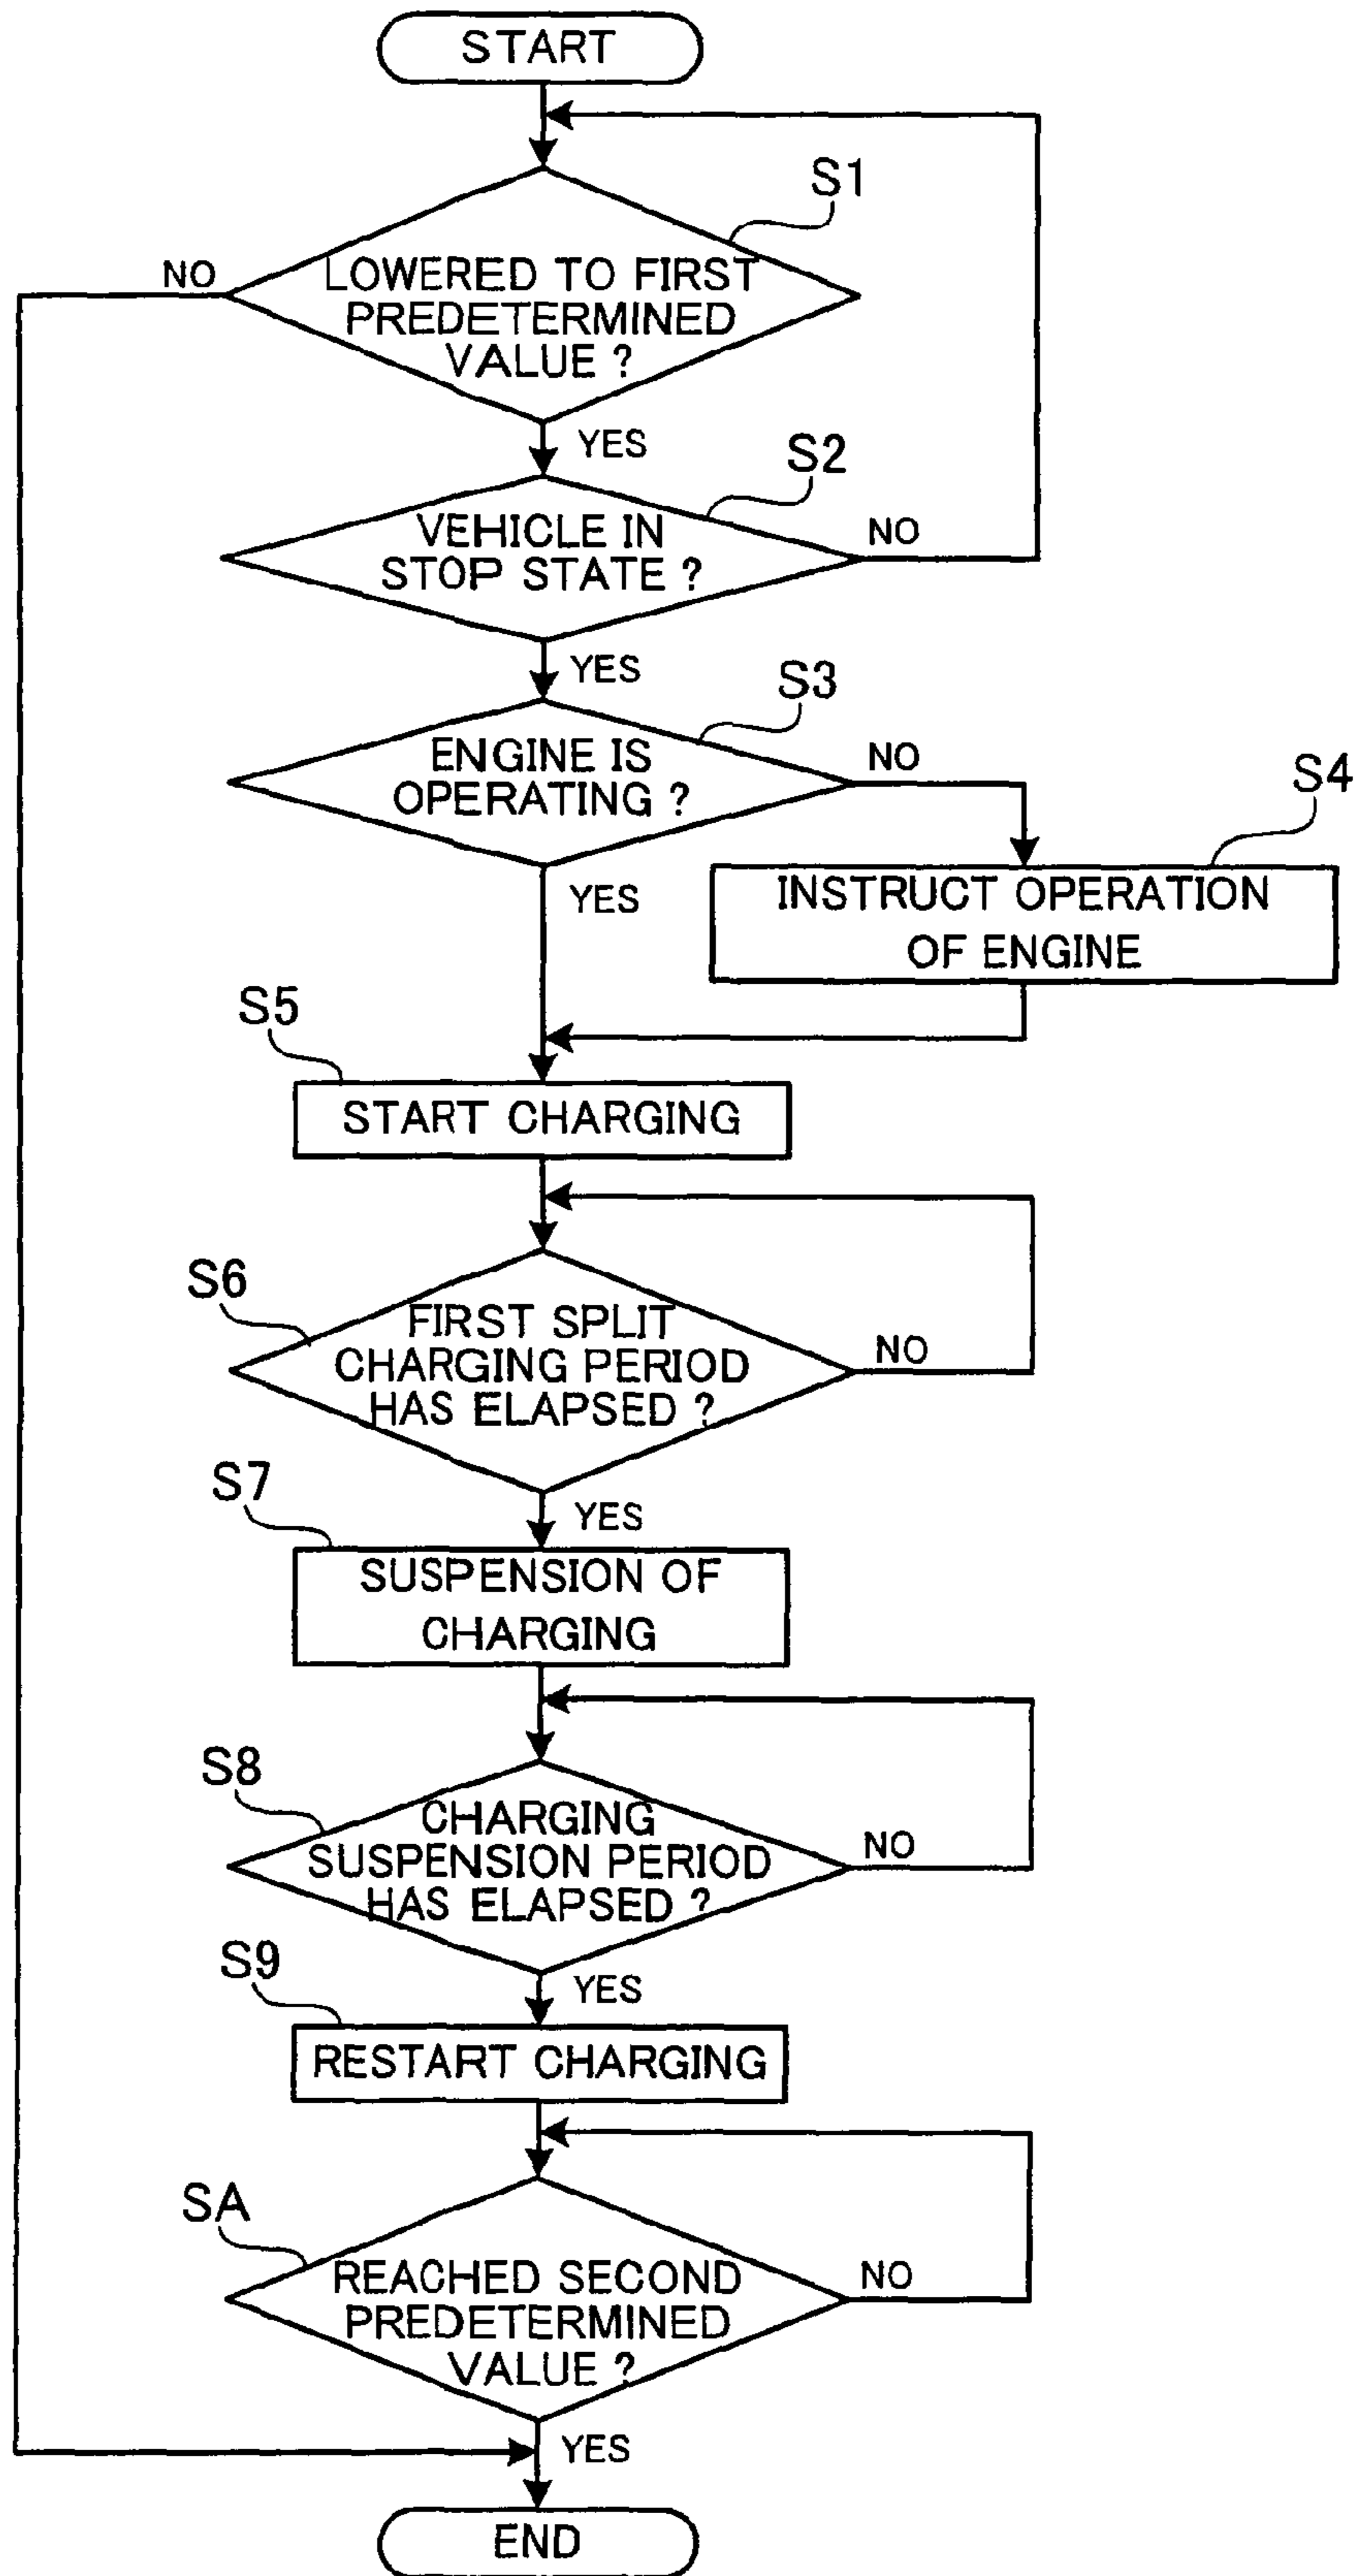 START
S1
NO
LOWERED TO FIRST
PREDETERMINED
VALUE ?
YES
S2
VEHICLE IN
STOP STATE ?
NO
YES
S3
ENGINE IS
OPERATING ?
NO
S4
YES
INSTRUCT OPERATION
OF ENGINE
S5
START CHARGING
S6
FIRST SPLIT
CHARGING PERIOD
HAS ELAPSED ?
NO
S7
YES
SUSPENSION OF
CHARGING
S8
CHARGING
SUSPENSION PERIOD
HAS ELAPSED ?
NO
S9
YES
RESTART CHARGING
SA
REACHED SECOND
PREDETERMINED
VALUE ?
NO
YES
END